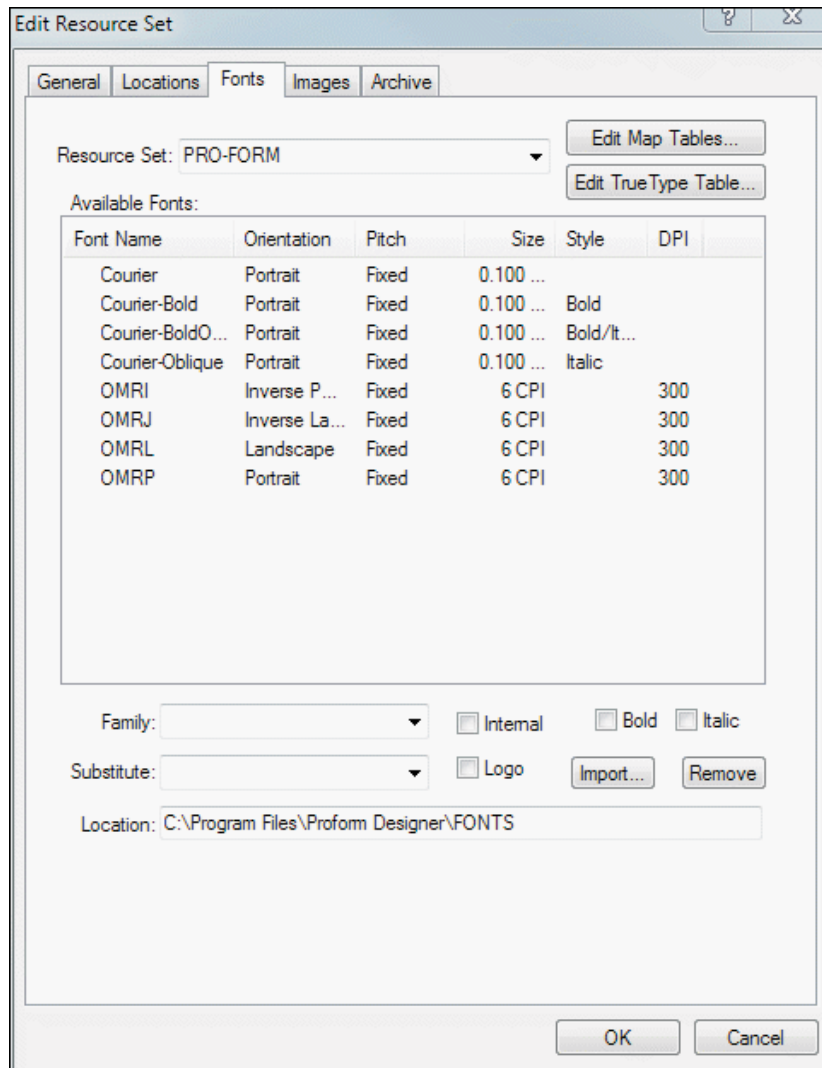 Edit Resource Set
General Locations Fonts Images Archive
Edit Map Tables...
Resource Set: PRO-FORM
Edit TrueType Table...
Available Fonts:
Font Name Orientation Pitch Size Style DPI
Courier Portrait Fixed 0.100 ...
Courier-Bold Portrait Fixed 0.100 ... Bold
Courier-BoldO... Portrait Fixed 0.100 ... Bold/It...
Courier-Oblique Portrait Fixed 0.100 ... Italic
OMRI Inverse P... Fixed 6 CPI 300
OMRJ Inverse La... Fixed 6 CPI 300
OMRL Landscape Fixed 6 CPI 300
OMRP Portrait Fixed 6 CPI 300
Family: Internal Bold Italic
Substitute: Logo Import... Remove
Location: C:\Program Files\Proform Designer\FONTS
OK Cancel